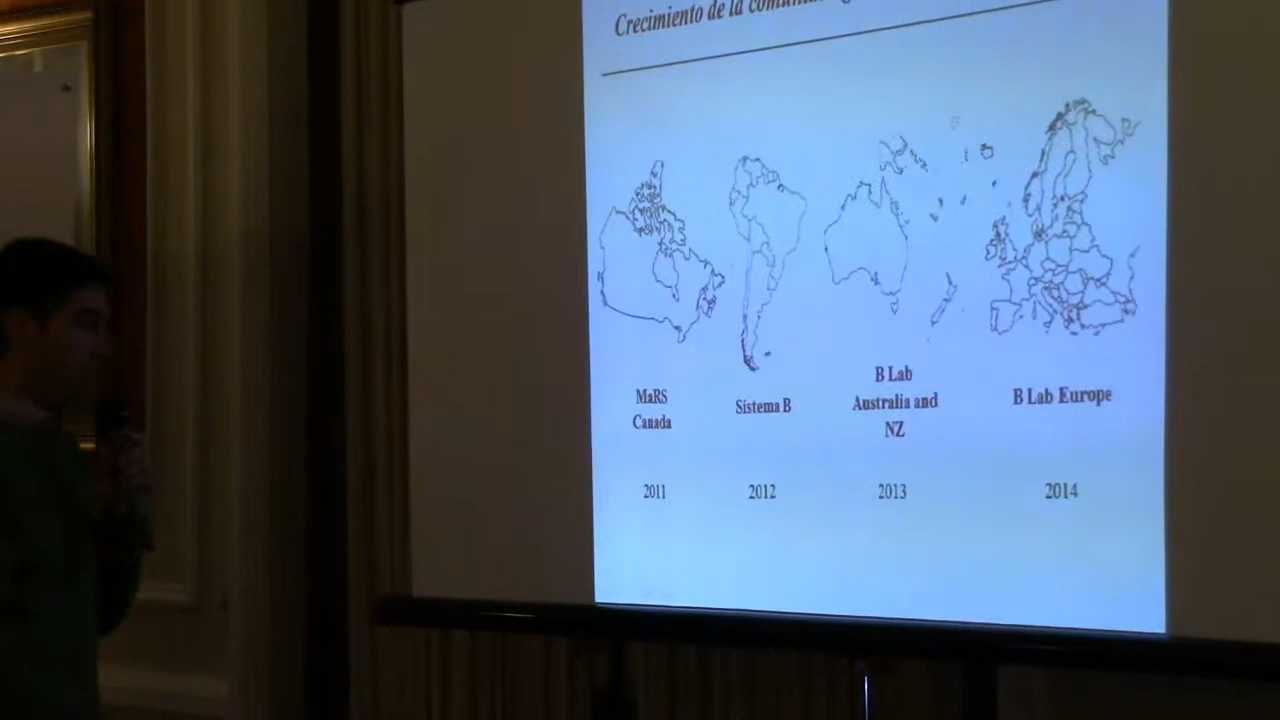 Crecimiento de la
MaRS
Canada
2011
Sistema B
2012
B Lab
Australia and
NZ
2013
B Lab Europe
2014